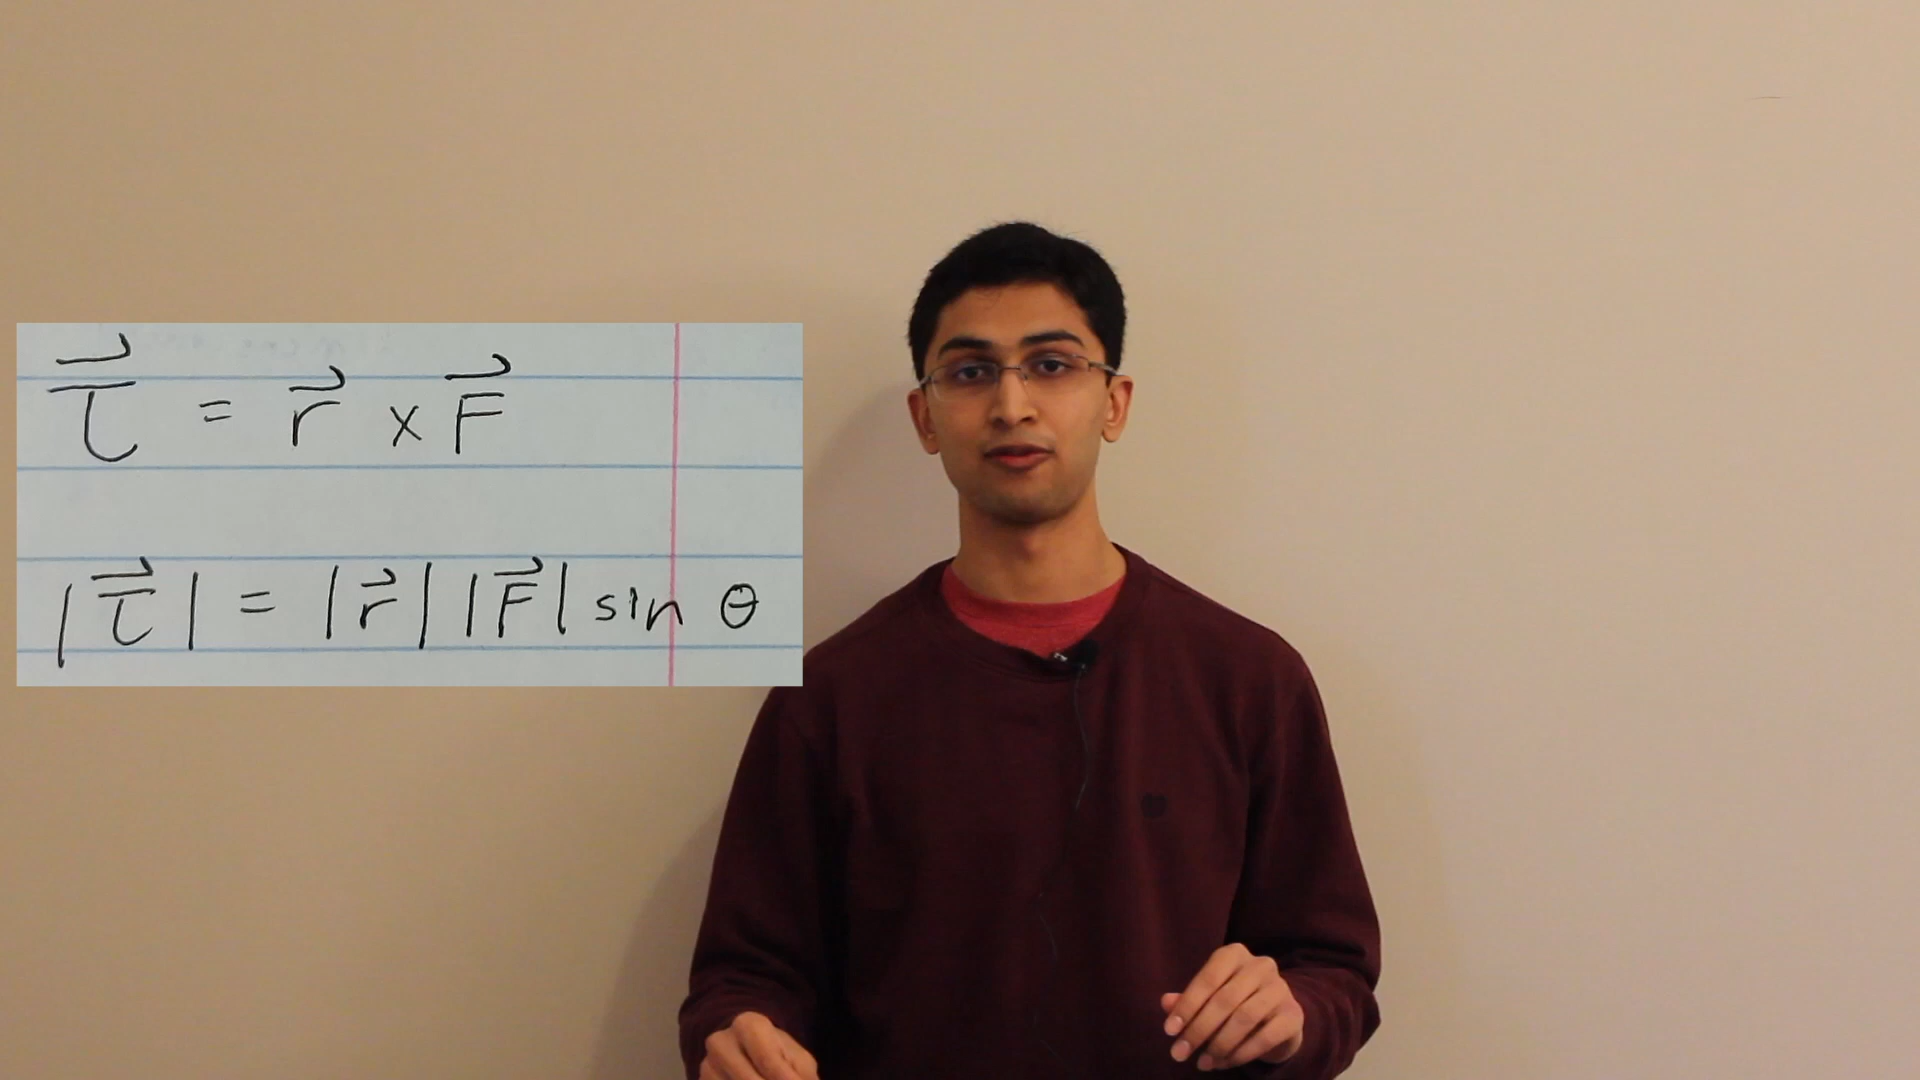 τ⃗ = r⃗ x F⃗
|τ⃗| = |r⃗| |F⃗| sin θ